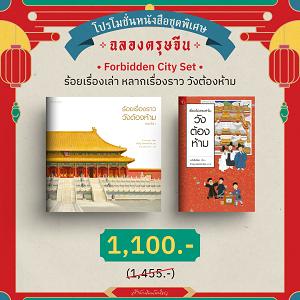 โปรโมชั่นหนังสือชุดพิเศษ
• ฉลองตรุษจีน •
• Forbidden City Set •
ร้อยเรื่องเล่า หลากเรื่องราว วังต้องห้าม
ร้อยเรื่องราว
วังต้องห้าม
วัง
ต้อง
ห้าม
1,100.-
(1,455.-)